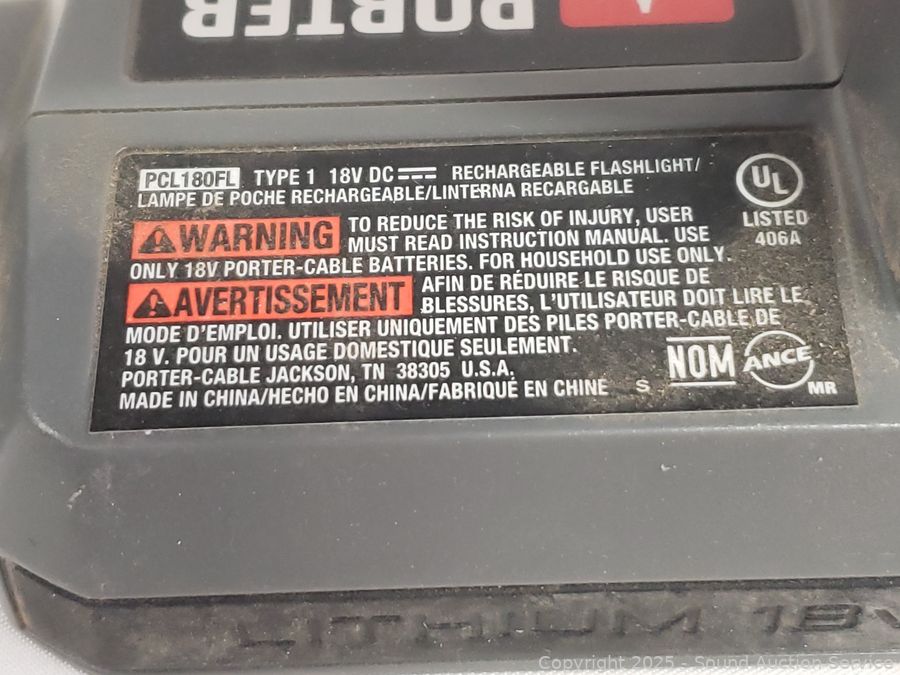 PORTER
PCL180FL TYPE 1 18V DC RECHARGEABLE FLASHLIGHT/
LAMPE DE POCHE RECHARGEABLE/LINTERNA RECARGABLE
UL
LISTED
406A
WARNING TO REDUCE THE RISK OF INJURY, USER
MUST READ INSTRUCTION MANUAL. USE
ONLY 18V PORTER-CABLE BATTERIES. FOR HOUSEHOLD USE ONLY.
AVERTISSEMENT AFIN DE RÉDUIRE LE RISQUE DE
BLESSURES, L'UTILISATEUR DOIT LIRE LE
MODE D'EMPLOI. UTILISER UNIQUEMENT DES PILES PORTER-CABLE DE
18 V. POUR UN USAGE DOMESTIQUE SEULEMENT.
PORTER-CABLE JACKSON, TN 38305 U.S.A.
MADE IN CHINA/HECHO EN CHINA/FABRIQUÉ EN CHINE S
NOM ANCE
MR
LITHIUM 18V
Copyright 2025 - Sound Auction Service